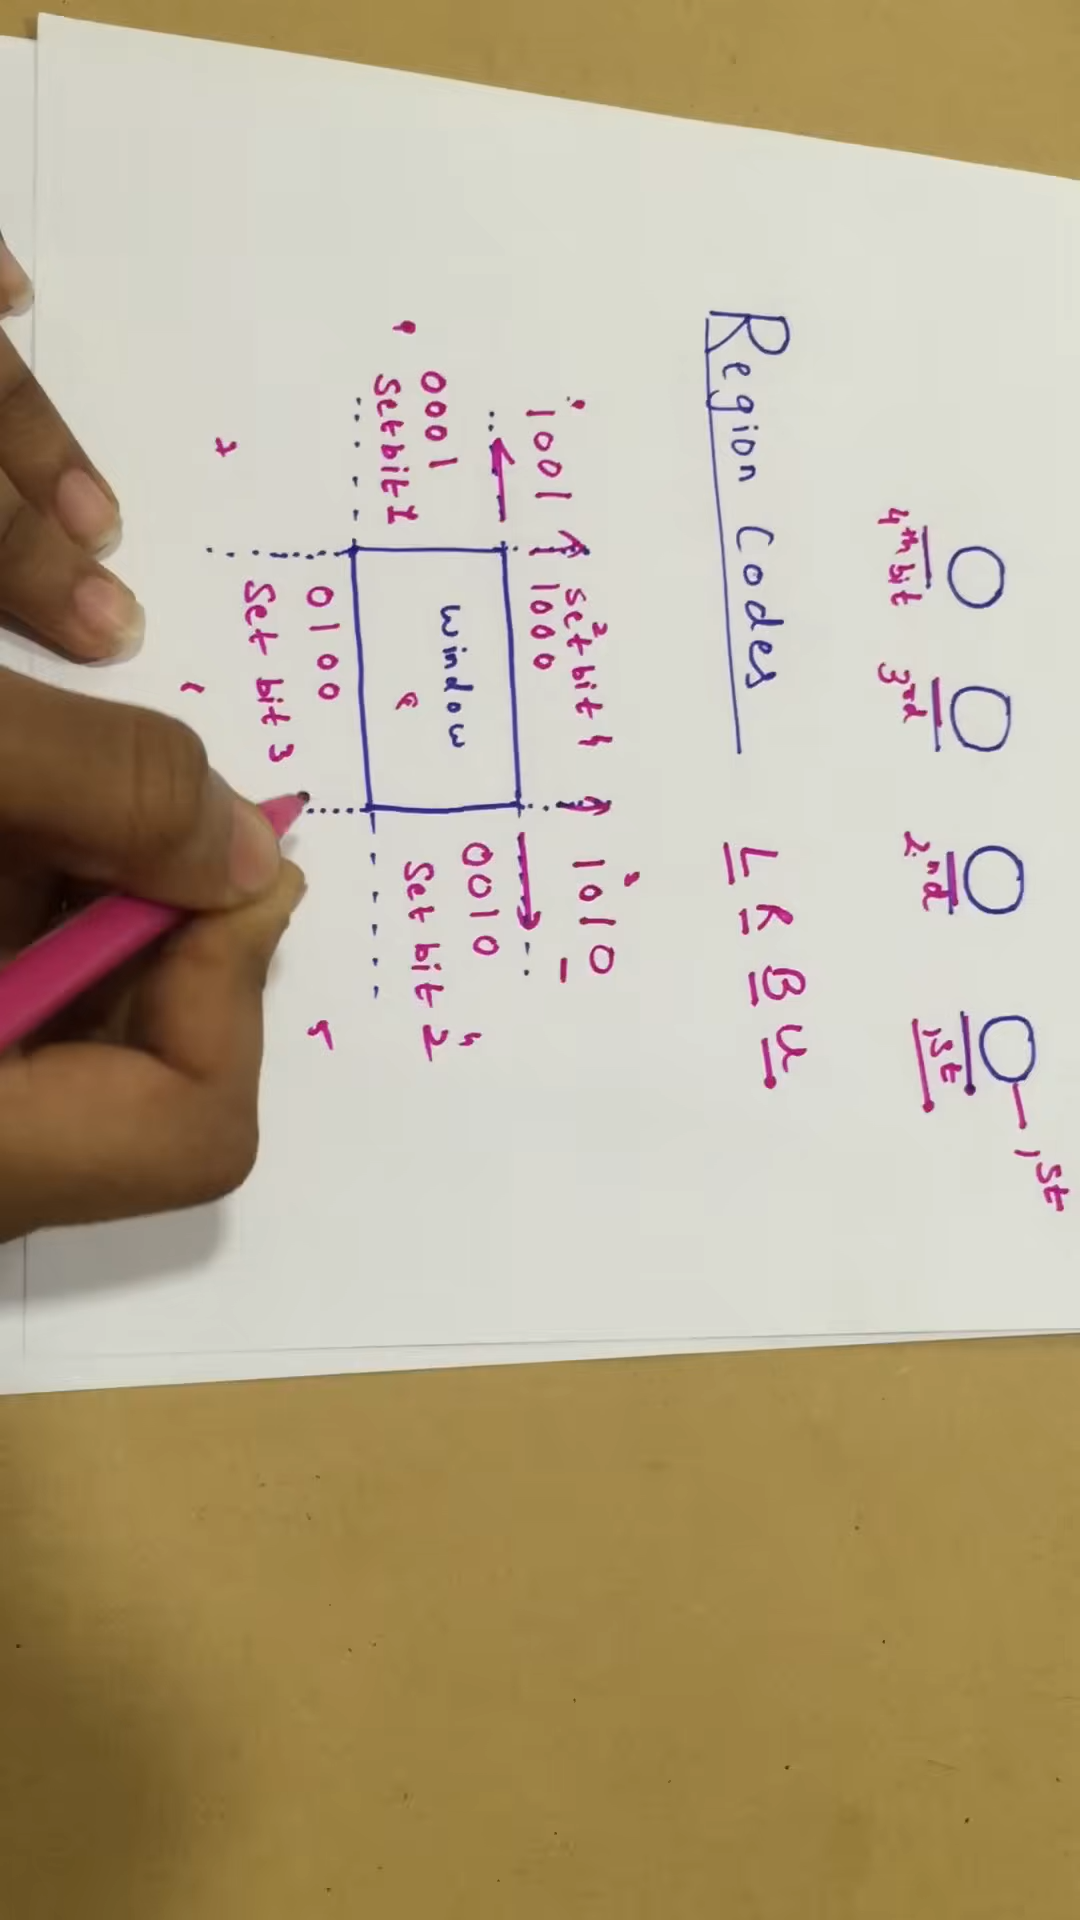 4th bit 3rd 2nd 1st 1st
Region Codes L R B U
set bit 4
1001 1000 1010
0001 window 0010
Set bit 1 Set bit 2
0100
Set bit 3